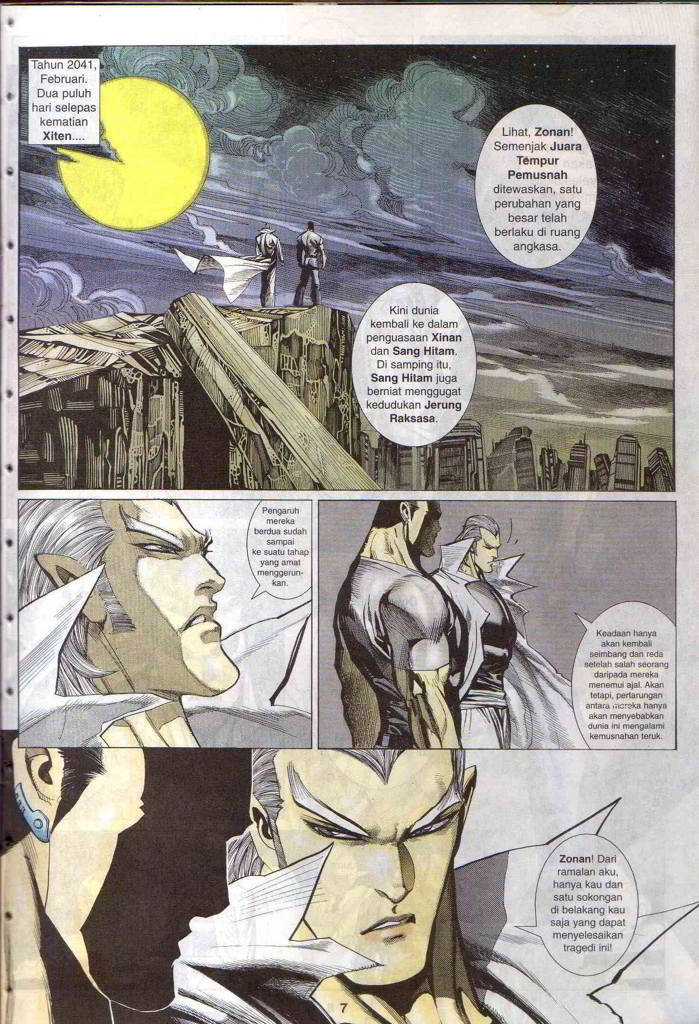 Tahun 2041,
Februari.
Dua puluh
hari selepas
kematian
Xiten....
Lihat, Zonan!
Semenjak Juara
Tempur
Pemusnah
ditewaskan, satu
perubahan yang
besar telah
berlaku di ruang
angkasa.
Kini dunia
kembali ke dalam
penguasaan Xinan
dan Sang Hitam.
Di samping itu,
Sang Hitam juga
berniat menggugat
kedudukan Jerung
Raksasa.
Pengaruh
mereka
berdua sudah
sampai
ke suatu tahap
yang amat
menggerun-
kan.
Keadaan hanya
akan kembali
seimbang dan reda
setelah salah seorang
daripada mereka
menemui ajal. Akan
tetapi, pertarungan
antara mereka hanya
akan menyebabkan
dunia ini mengalami
kemusnahan teruk.
Zonan! Dari
ramalan aku,
hanya kau dan
satu sokongan
di belakang kau
saja yang dapat
menyelesaikan
tragedi ini!
7